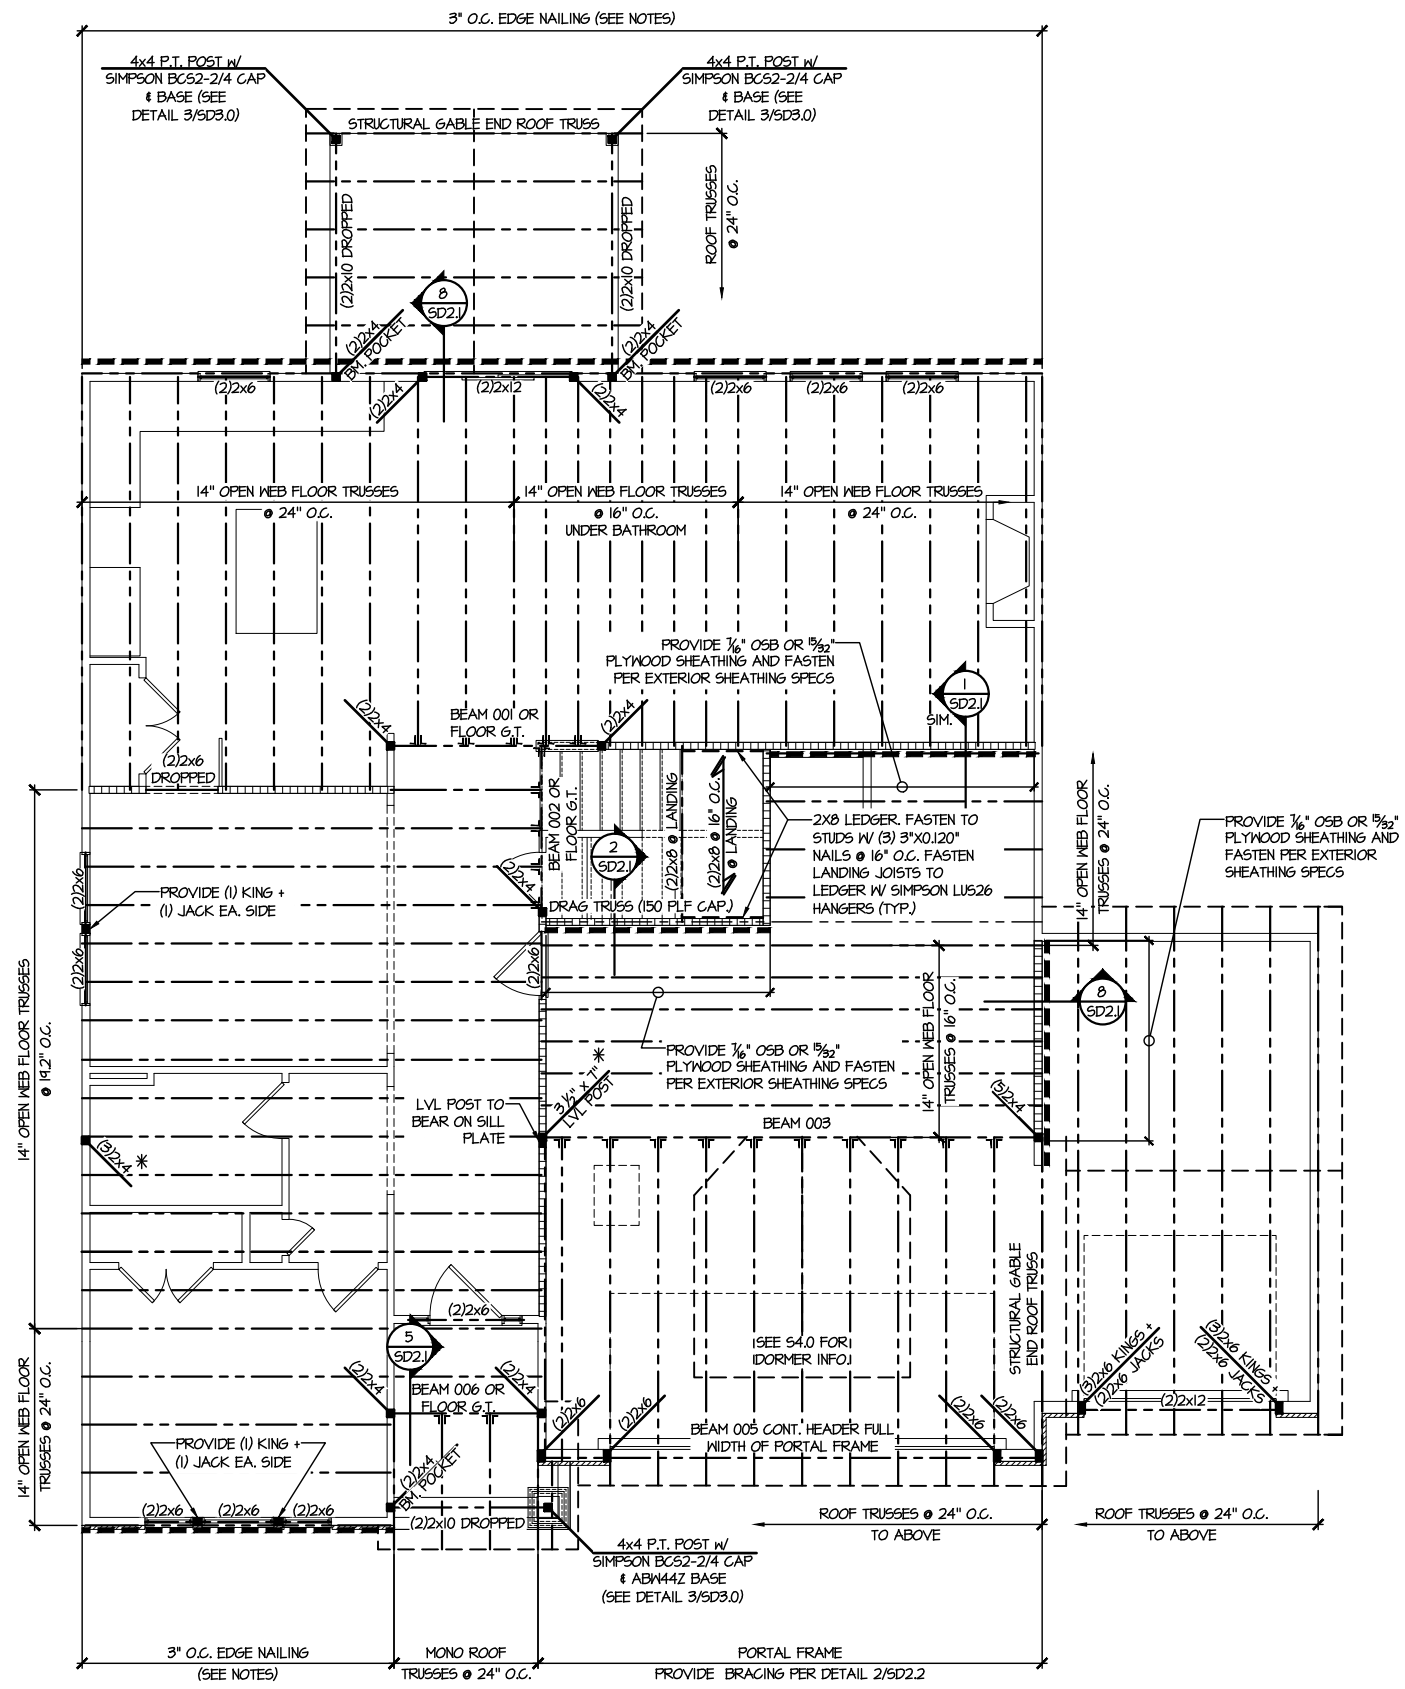 3" O.C. EDGE NAILING (SEE NOTES)
4x4 P.T. POST W/
SIMPSON BCS2-2/4 CAP
& BASE (SEE
DETAIL 3/SD3.0)
4x4 P.T. POST W/
SIMPSON BCS2-2/4 CAP
& BASE (SEE
DETAIL 3/SD3.0)
STRUCTURAL GABLE END ROOF TRUSS
ROOF TRUSSES
@ 24" O.C.
(2)2x10 DROPPED
(2)2x10 DROPPED
8
SD2.1
(2)2x4
BM. POCKET
(2)2x4
BM. POCKET
(2)2x6
(2)2x4
(2)2x12
(2)2x4
(2)2x6
(2)2x6
(2)2x6
14" OPEN WEB FLOOR TRUSSES
@ 24" O.C.
14" OPEN WEB FLOOR TRUSSES
@ 16" O.C.
UNDER BATHROOM
14" OPEN WEB FLOOR TRUSSES
@ 24" O.C.
PROVIDE 7/16" OSB OR 15/32"
PLYWOOD SHEATHING AND FASTEN
PER EXTERIOR SHEATHING SPECS
1
SD2.1
SIM.
(2)2x4
BEAM 001 OR
FLOOR G.T.
(2)2x4
(2)2x6
DROPPED
BEAM 002 OR
FLOOR G.T.
(2)2x8 @ LANDING
(2)2x8 @ 16" O.C.
@ LANDING
2
SD2.1
(2)2x4
DRAG TRUSS (150 PLF CAP.)
2X8 LEDGER. FASTEN TO
STUDS W/ (3) 3"X0.120"
NAILS @ 16" O.C. FASTEN
LANDING JOISTS TO
LEDGER W/ SIMPSON LUS26
HANGERS (TYP.)
14" OPEN WEB FLOOR
TRUSSES @ 24" O.C.
PROVIDE 7/16" OSB OR 15/32"
PLYWOOD SHEATHING AND
FASTEN PER EXTERIOR
SHEATHING SPECS
(2)2x6
PROVIDE (1) KING +
(1) JACK EA. SIDE
(2)2x6
(2)2x6
14" OPEN WEB FLOOR TRUSSES
@ 19.2" O.C.
14" OPEN WEB FLOOR
TRUSSES @ 16" O.C.
8
SD2.1
PROVIDE 7/16" OSB OR 15/32"
PLYWOOD SHEATHING AND FASTEN
PER EXTERIOR SHEATHING SPECS
3 1/2" X 7" *
LVL POST
LVL POST TO
BEAR ON SILL
PLATE
(5)2x4
BEAM 003
(3)2x4 *
STRUCTURAL GABLE
END ROOF TRUSS
(2)2x6
5
SD2.1
SEE S4.0 FOR
DORMER INFO.
(3)2x6 KINGS +
(2)2x6 JACKS
(3)2x6 KINGS +
(2)2x6 JACKS
(2)2x12
14" OPEN WEB FLOOR
TRUSSES @ 24" O.C.
(2)2x4
BEAM 006 OR
FLOOR G.T.
(2)2x4
(2)2x6
(2)2x6
BEAM 005 CONT. HEADER FULL
WIDTH OF PORTAL FRAME
(2)2x6
(2)2x6
PROVIDE (1) KING +
(1) JACK EA. SIDE
(2)2x4
BM. POCKET
(2)2x6
(2)2x6
(2)2x6
(2)2x10 DROPPED
ROOF TRUSSES @ 24" O.C.
TO ABOVE
ROOF TRUSSES @ 24" O.C.
TO ABOVE
4x4 P.T. POST W/
SIMPSON BCS2-2/4 CAP
& ABW44Z BASE
(SEE DETAIL 3/SD3.0)
3" O.C. EDGE NAILING
(SEE NOTES)
MONO ROOF
TRUSSES @ 24" O.C.
PORTAL FRAME
PROVIDE BRACING PER DETAIL 2/SD2.2